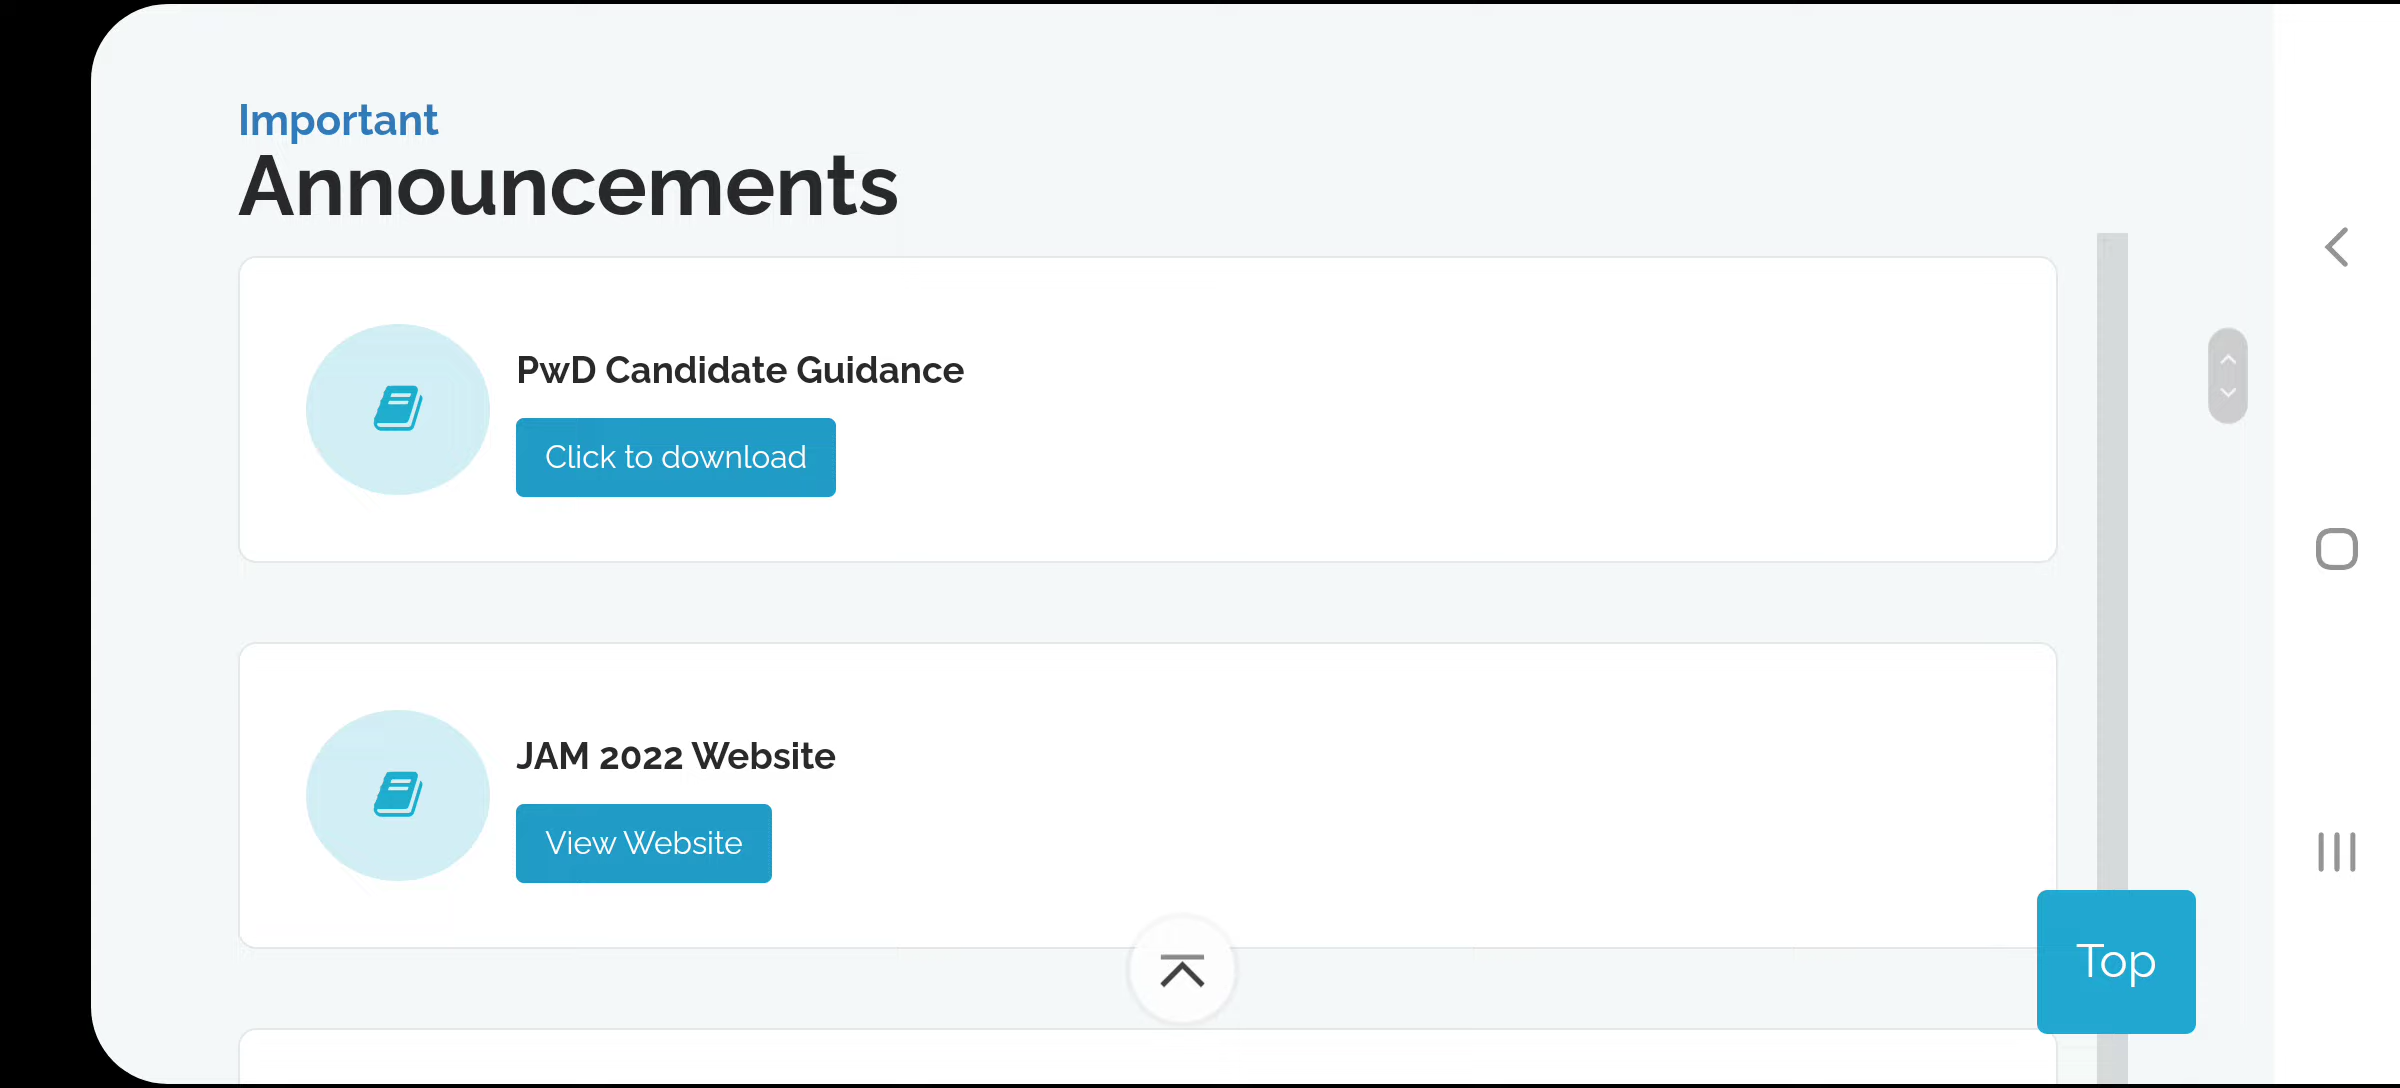 Important
Announcements
PwD Candidate Guidance
Click to download
JAM 2022 Website
View Website
Top